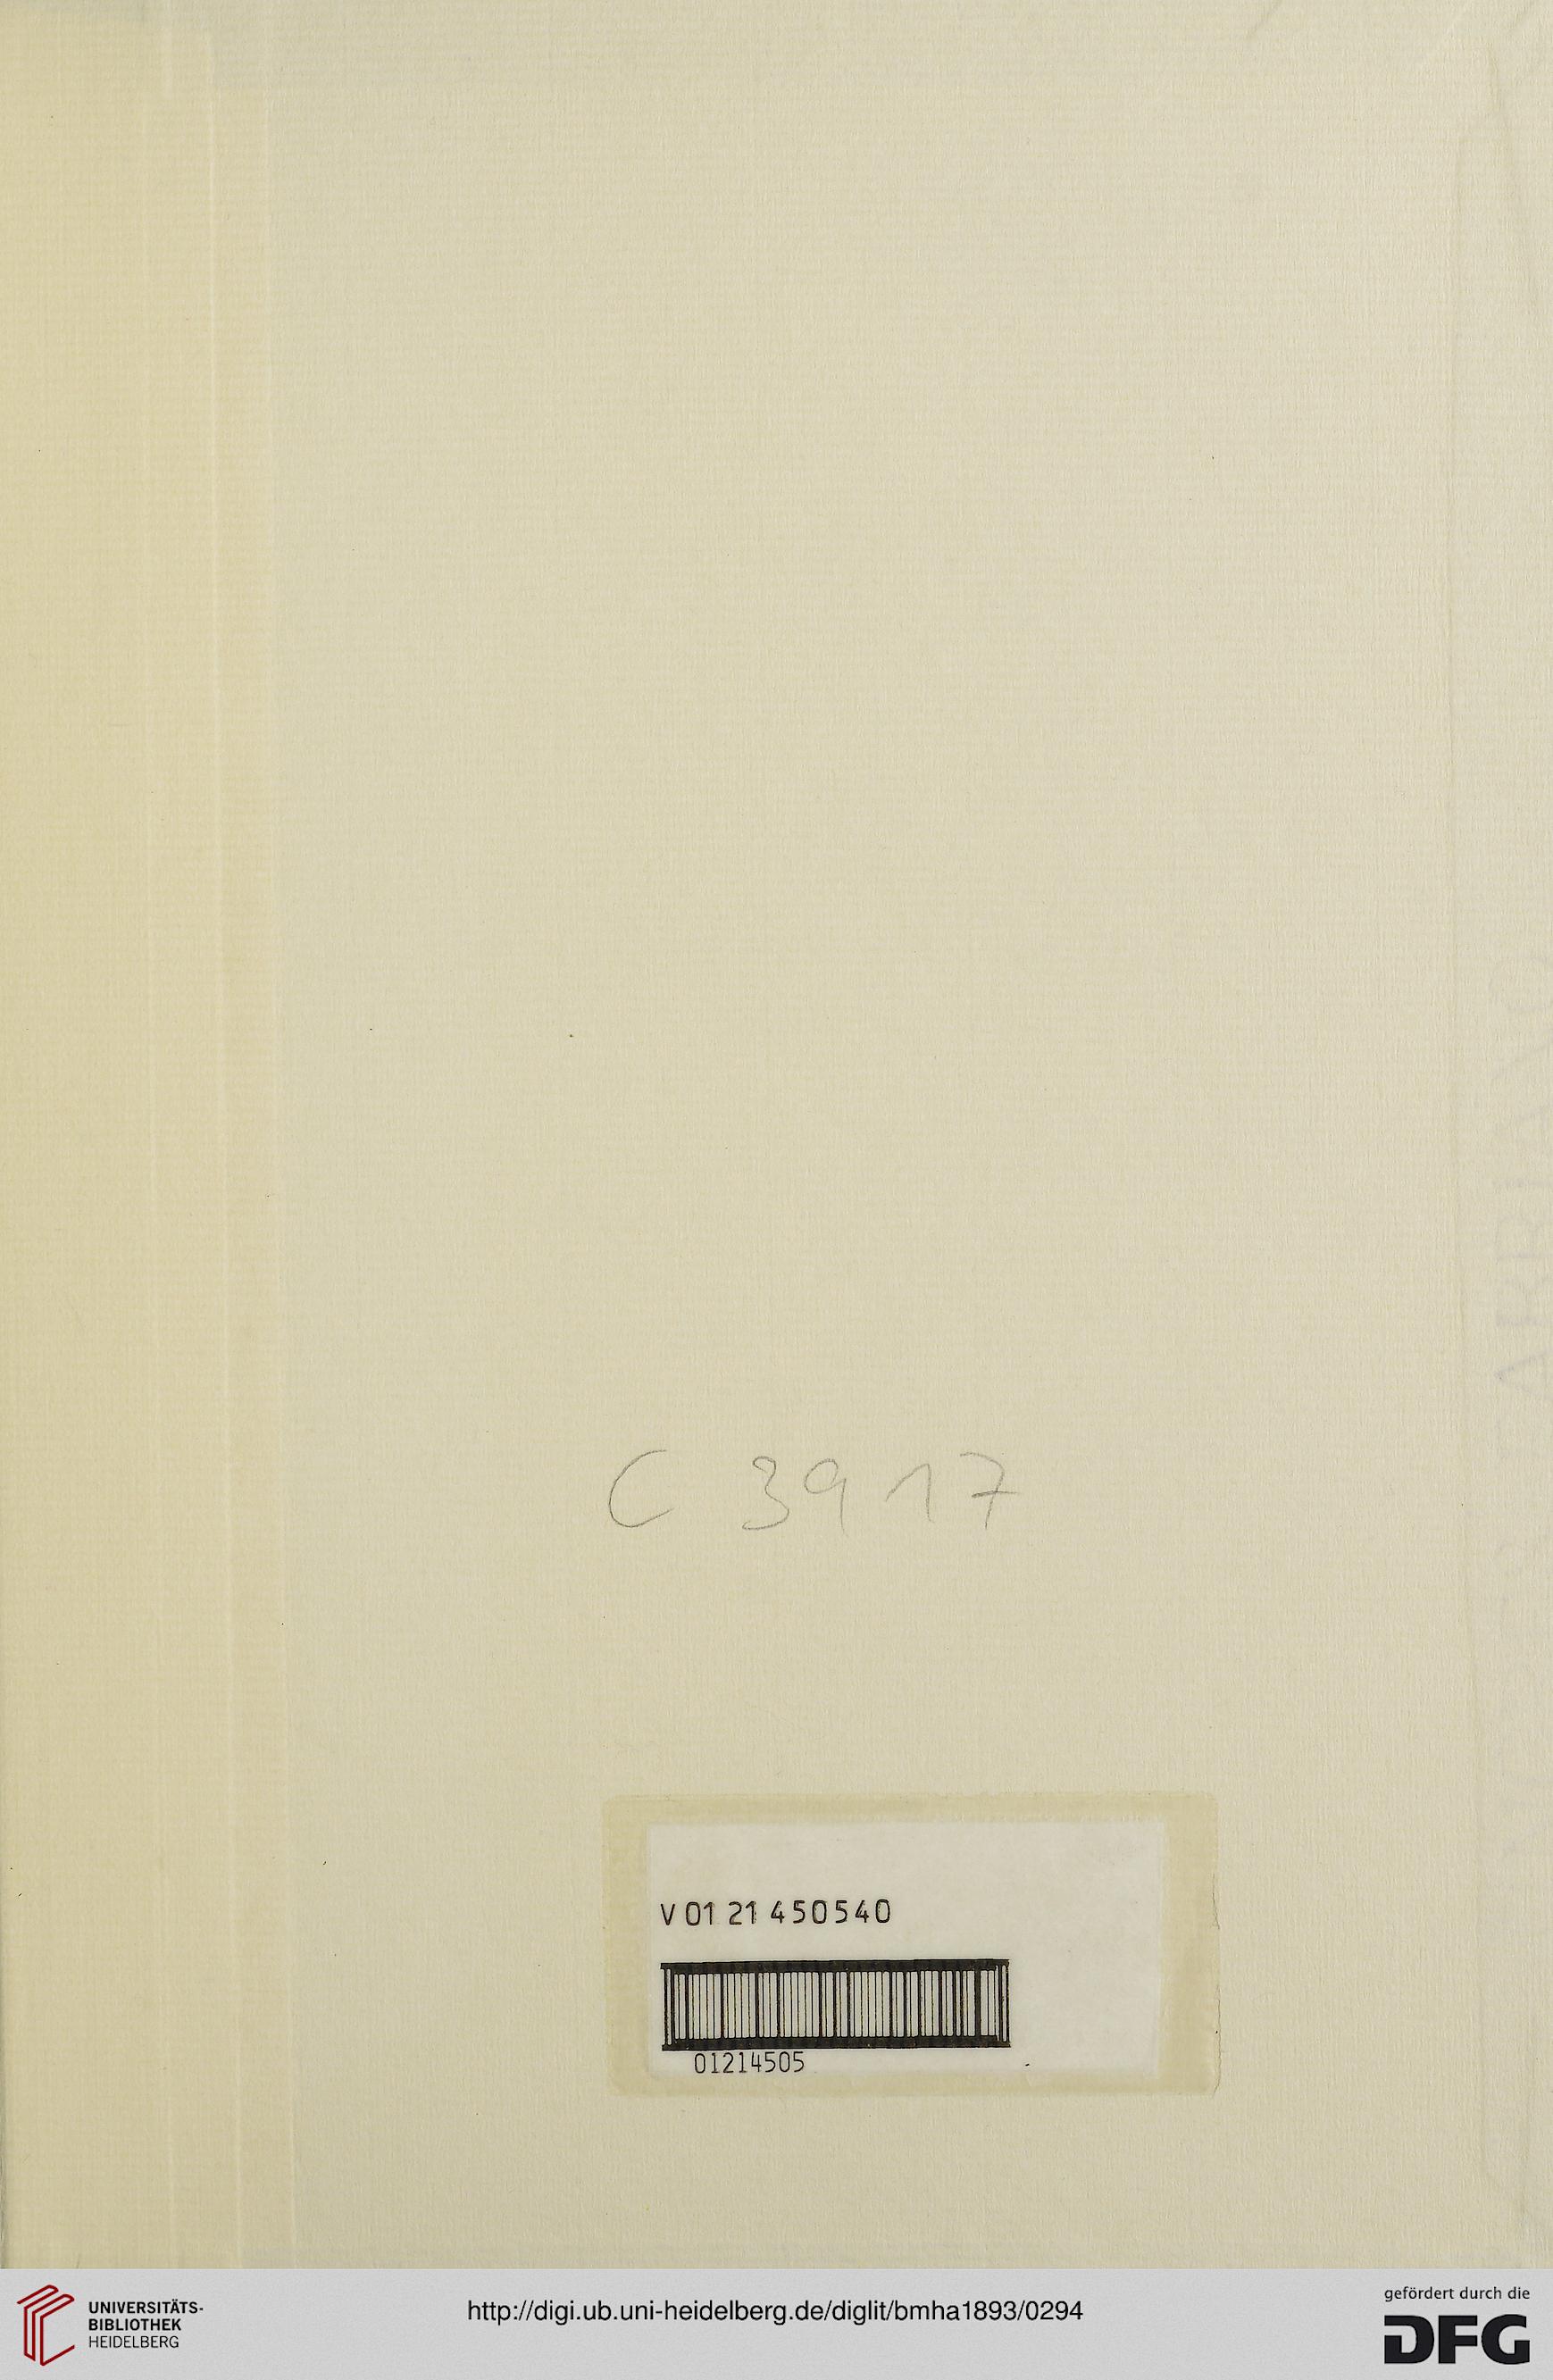 C 3917
V 01 21 450540
01214505
UNIVERSITÄTS-
BIBLIOTHEK
HEIDELBERG
http://digi.ub.uni-heidelberg.de/diglit/bmha1893/0294
gefördert durch die
DFG